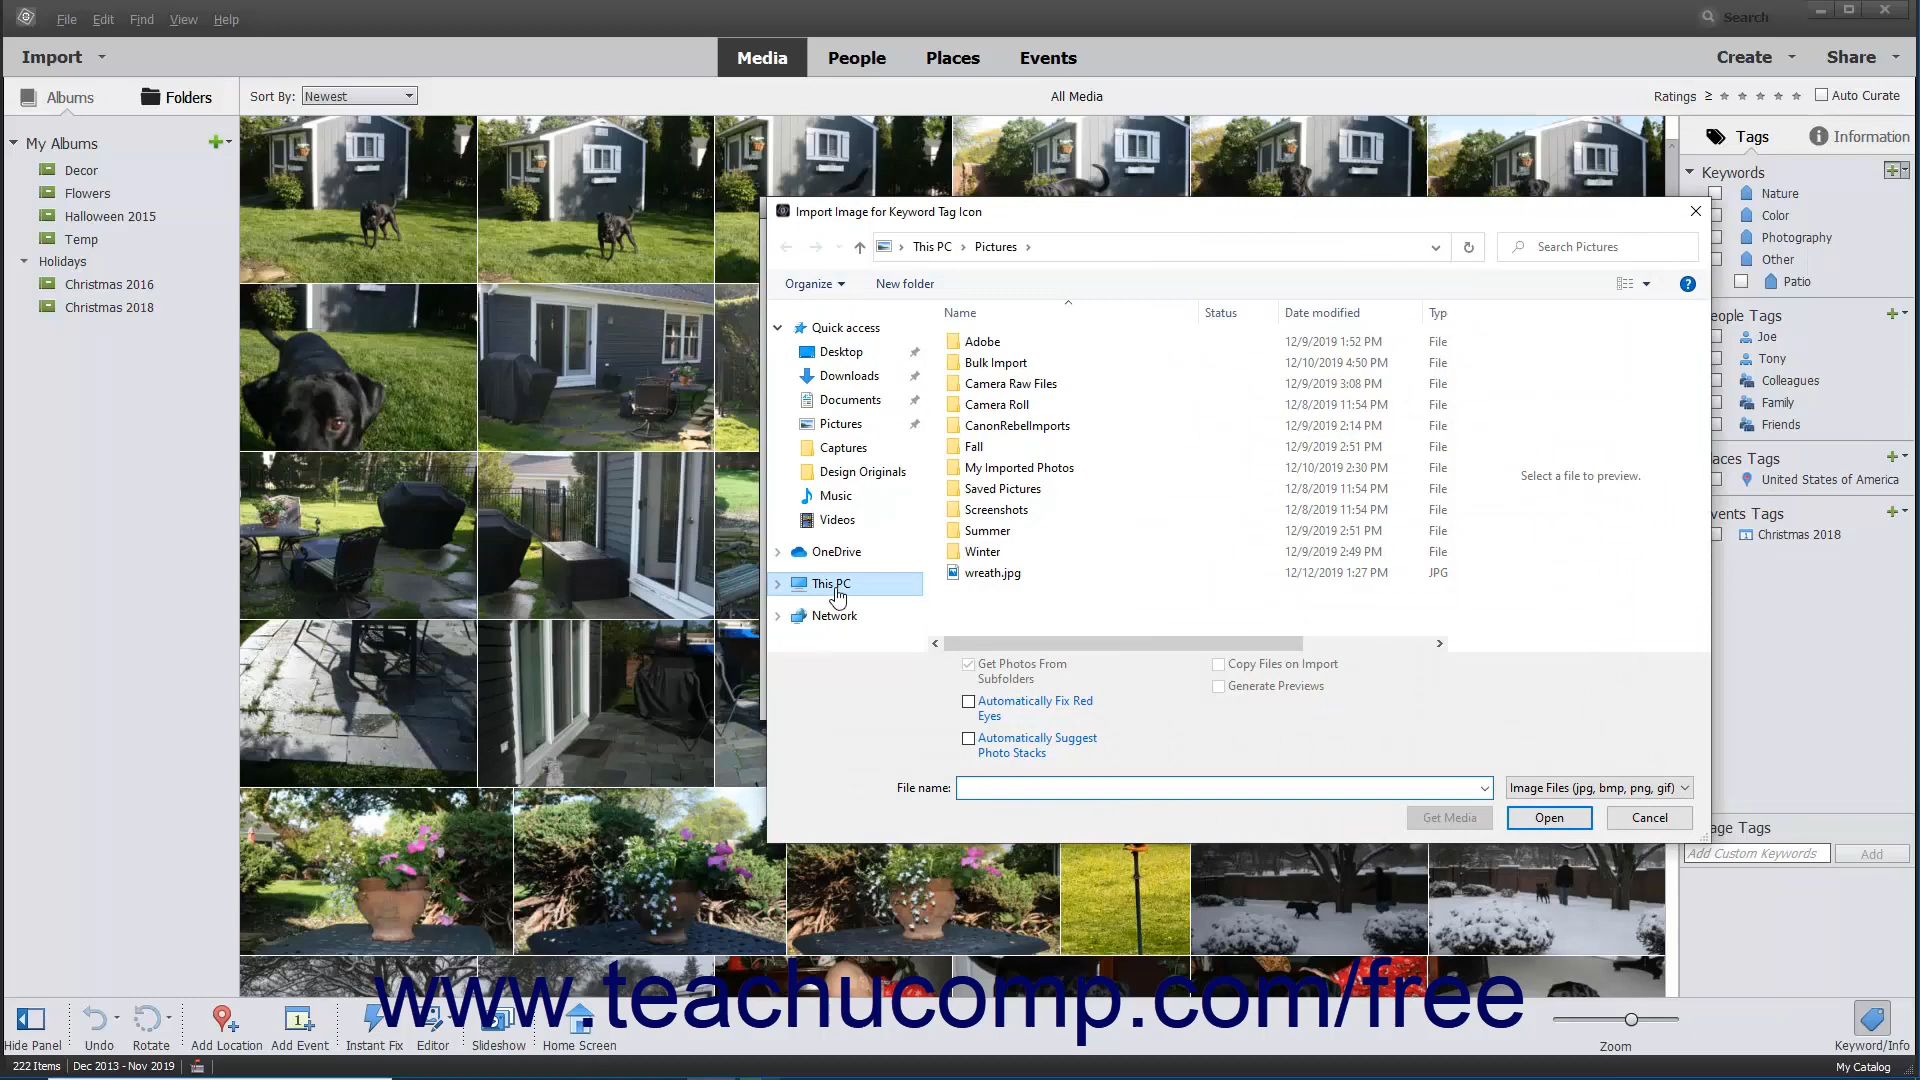 File Edit Find View Help Search
Import Media People Places Events Create Share
Albums Folders Sort By: Newest All Media Ratings ≥ Auto Curate
My Albums
Decor
Flowers
Halloween 2015
Temp
Holidays
Christmas 2016
Christmas 2018
Import Image for Keyword Tag Icon
This PC Pictures Search Pictures
Organize New folder
Quick access
Desktop
Downloads
Documents
Pictures
Captures
Design Originals
Music
Videos
OneDrive
This PC
Network
Name Status Date modified Typ
Adobe 12/9/2019 1:52 PM File
Bulk Import 12/10/2019 4:50 PM File
Camera Raw Files 12/9/2019 3:08 PM File
Camera Roll 12/8/2019 11:54 PM File
CanonRebelImports 12/9/2019 2:14 PM File
Fall 12/9/2019 2:51 PM File
My Imported Photos 12/10/2019 2:30 PM File
Saved Pictures 12/8/2019 11:54 PM File
Screenshots 12/8/2019 11:54 PM File
Summer 12/9/2019 2:51 PM File
Winter 12/9/2019 2:49 PM File
wreath.jpg 12/12/2019 1:27 PM JPG
Select a file to preview.
Get Photos From
Subfolders
Copy Files on Import
Generate Previews
Automatically Fix Red
Eyes
Automatically Suggest
Photo Stacks
File name: Image Files (jpg, bmp, png, gif)
Get Media Open Cancel
Tags Information
Keywords
Nature
Color
Photography
Other
Patio
eople Tags
Joe
Tony
Colleagues
Family
Friends
aces Tags
United States of America
vents Tags
Christmas 2018
age Tags
Add Custom Keywords Add
www.teachucomp.com/free
Hide Panel Undo Rotate Add Location Add Event Instant Fix Editor Slideshow Home Screen Zoom Keyword/Info
222 Items Dec 2013 - Nov 2019 My Catalog